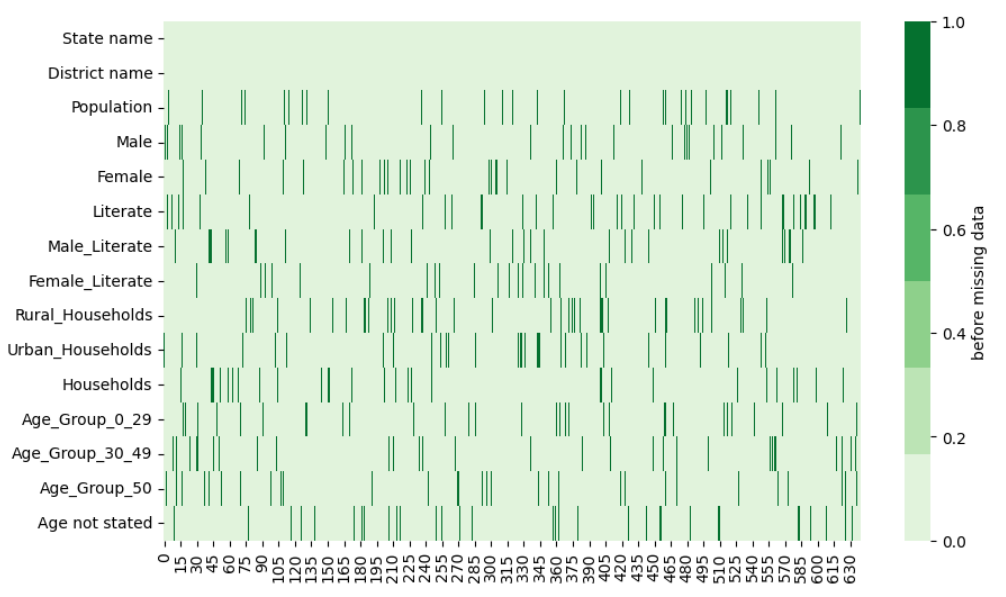 State name
District name
Population
Male
Female
Literate
Male_Literate
Female_Literate
Rural_Households
Urban_Households
Households
Age_Group_0_29
Age_Group_30_49
Age_Group_50
Age not stated
0 15 30 45 60 75 90 105 120 135 150 165 180 195 210 225 240 255 270 285 300 315 330 345 360 375 390 405 420 435 450 465 480 495 510 525 540 555 570 585 600 615 630
1.0
0.8
0.6
0.4
0.2
0.0
before missing data